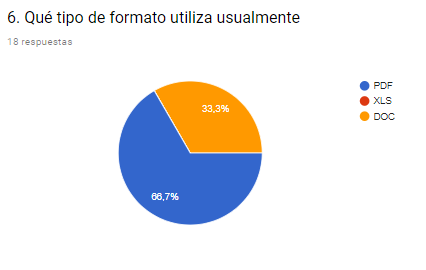 6. Qué tipo de formato utiliza usualmente
18 respuestas
33,3%
66,7%
PDF
XLS
DOC